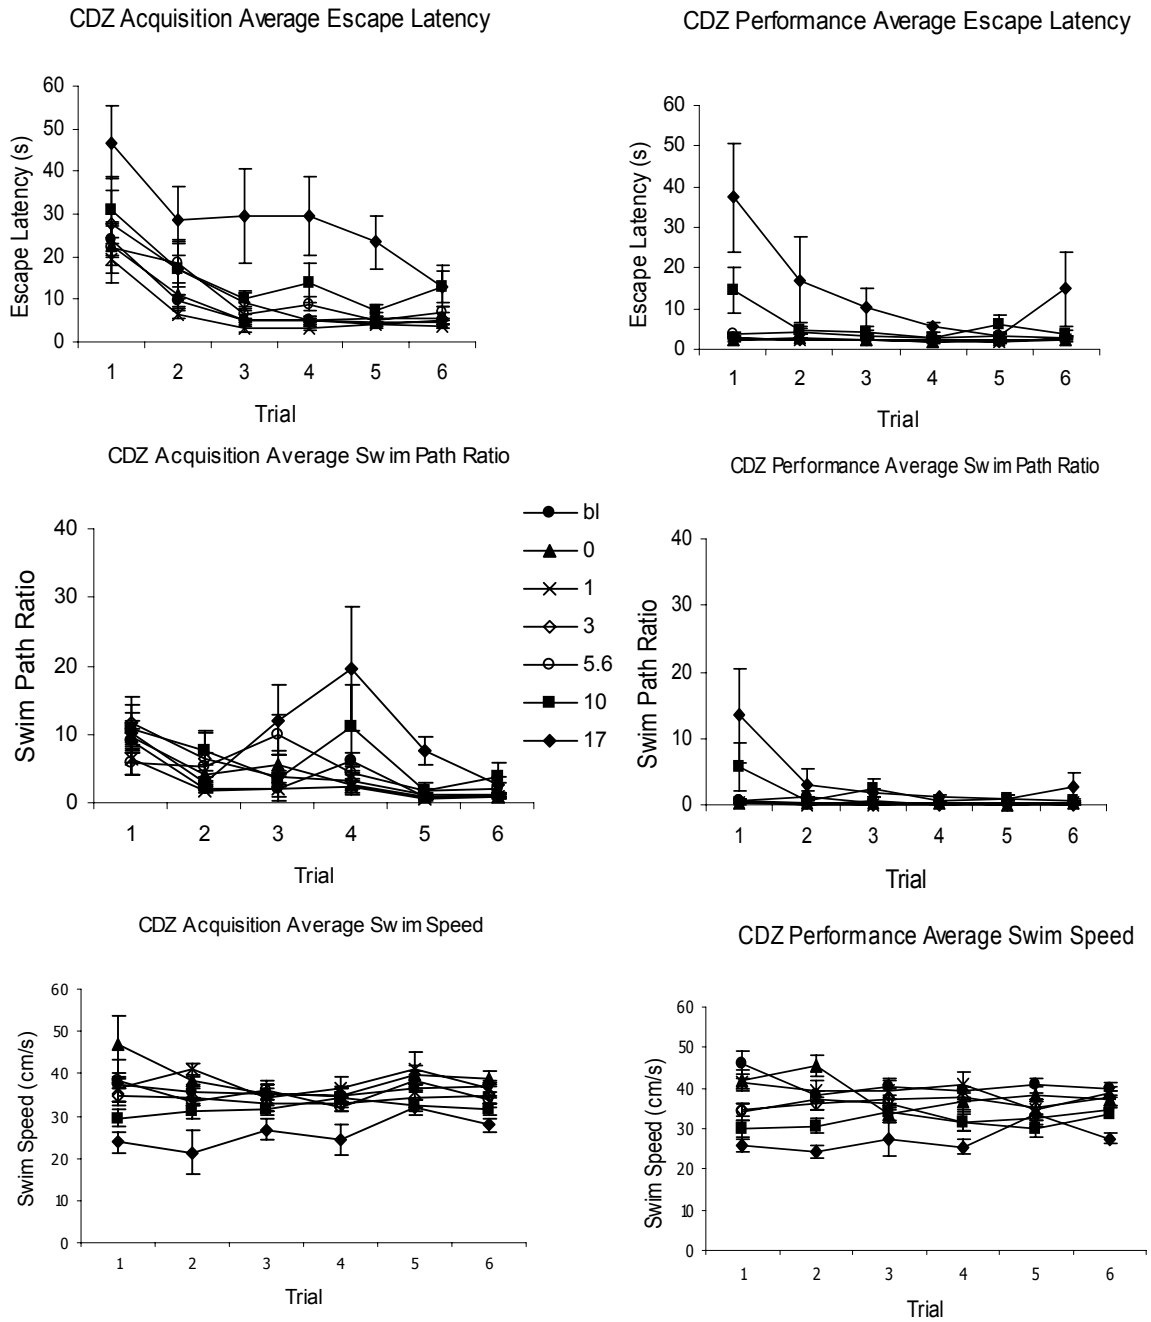 CDZ Acquisition Average Escape Latency
60
50
40
30
20
10
0
Escape Latency (s)
1 2 3 4 5 6
Trial
CDZ Performance Average Escape Latency
60
50
40
30
20
10
0
Escape Latency (s)
1 2 3 4 5 6
Trial
CDZ Acquisition Average Swim Path Ratio
40
30
20
10
0
Swim Path Ratio
1 2 3 4 5 6
Trial
bl
0
1
3
5.6
10
17
CDZ Performance Average Swim Path Ratio
40
30
20
10
0
Swim Path Ratio
1 2 3 4 5 6
Trial
CDZ Acquisition Average Swim Speed
60
50
40
30
20
10
0
Swim Speed (cm/s)
1 2 3 4 5 6
Trial
CDZ Performance Average Swim Speed
60
50
40
30
20
10
0
Swim Speed (cm/s)
1 2 3 4 5 6
Trial